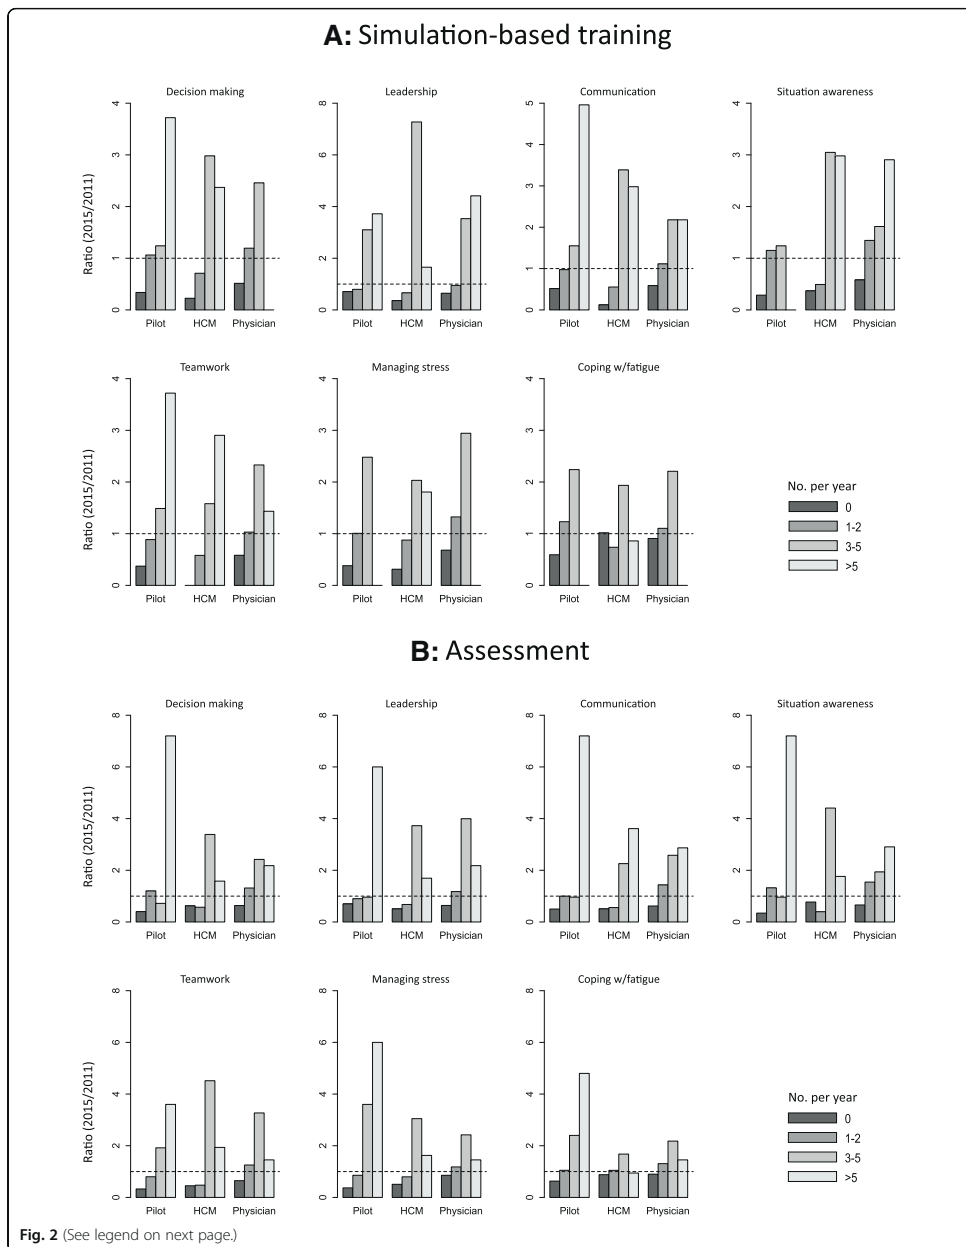 A: Simulation-based training
Decision making Leadership Communication Situation awareness
Ratio (2015/2011)
0 1 2 3 4
0 2 4 6 8
0 1 2 3 4 5
0 1 2 3 4
Pilot HCM Physician Pilot HCM Physician Pilot HCM Physician Pilot HCM Physician
Teamwork Managing stress Coping w/fatigue
Ratio (2015/2011)
0 1 2 3 4
0 1 2 3 4
0 1 2 3 4
Pilot HCM Physician Pilot HCM Physician Pilot HCM Physician
No. per year
0
1-2
3-5
>5
B: Assessment
Decision making Leadership Communication Situation awareness
Ratio (2015/2011)
0 2 4 6 8
0 2 4 6 8
0 2 4 6 8
0 2 4 6 8
Pilot HCM Physician Pilot HCM Physician Pilot HCM Physician Pilot HCM Physician
Teamwork Managing stress Coping w/fatigue
Ratio (2015/2011)
0 2 4 6 8
0 2 4 6 8
0 2 4 6 8
Pilot HCM Physician Pilot HCM Physician Pilot HCM Physician
No. per year
0
1-2
3-5
>5
Fig. 2 (See legend on next page.)